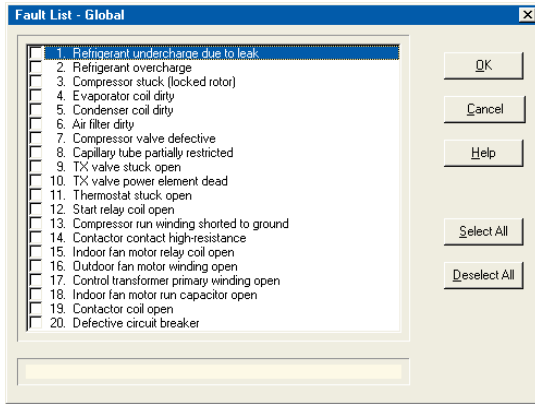 Fault List - Global
1. Refrigerant undercharge due to leak
2. Refrigerant overcharge
3. Compressor stuck (locked rotor)
4. Evaporator coil dirty
5. Condenser coil dirty
6. Air filter dirty
7. Compressor valve defective
8. Capillary tube partially restricted
9. TX valve stuck open
10. TX valve power element dead
11. Thermostat stuck open
12. Start relay coil open
13. Compressor run winding shorted to ground
14. Contactor contact high-resistance
15. Indoor fan motor relay coil open
16. Outdoor fan motor winding open
17. Control transformer primary winding open
18. Indoor fan motor run capacitor open
19. Contactor coil open
20. Defective circuit breaker
OK
Cancel
Help
Select All
Deselect All